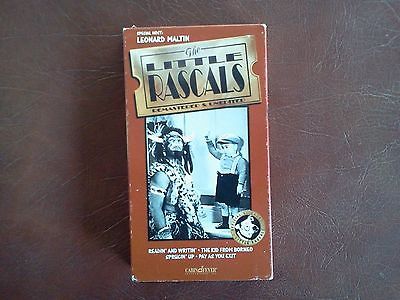 SPECIAL HOST:
LEONARD MALTIN
The
LITTLE
RASCALS
REMASTERED & UNEDITED
READIN' AND WRITIN' • THE KID FROM BORNEO
SPRUCIN' UP • PAY AS YOU EXIT
CABIN FEVER